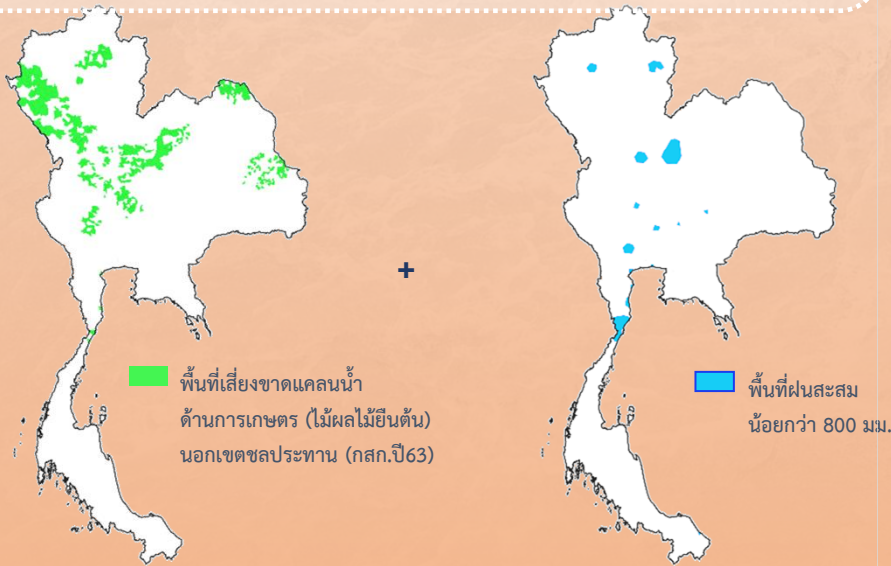 +
พื้นที่เสี่ยงขาดแคลนน้ำ
ด้านการเกษตร (ไม้ผลไม้ยืนต้น)
นอกเขตชลประทาน (กสก.ปี63)
พื้นที่ฝนสะสม
น้อยกว่า 800 มม.